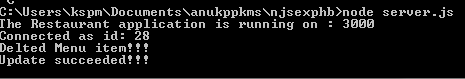 C:\Users\kspm\Documents\anukppkms\njsexphb>node server.js
The Restaurant application is running on : 3000
Connected as id: 28
Delted Menu item!!!
Update succeeded!!!